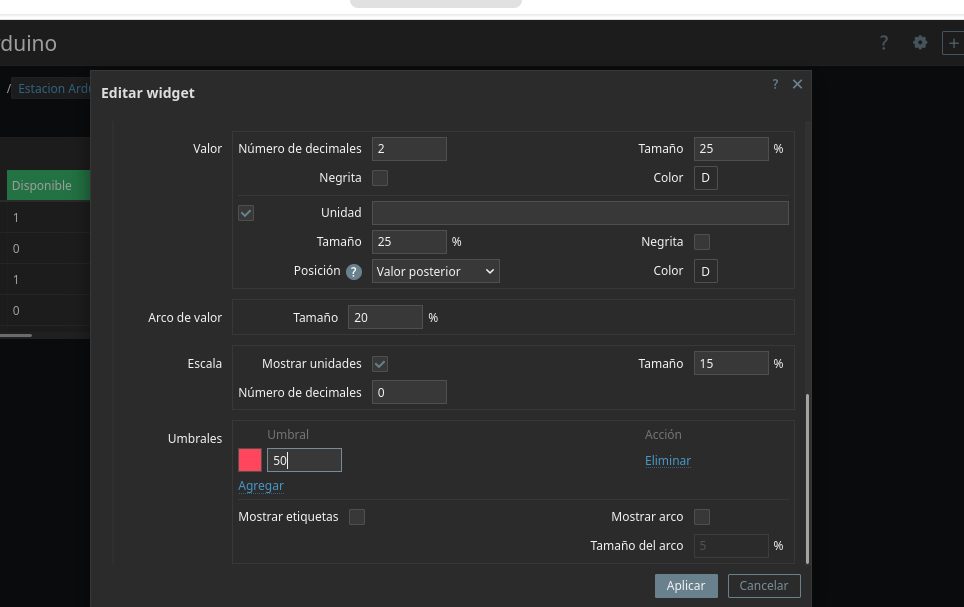 rduino
?
+
/ Estacion Ardu
Disponible
1
0
1
0
Editar widget
?
Valor
Número de decimales 2 Tamaño 25 %
Negrita Color D
Unidad
Tamaño 25 % Negrita
Posición ? Valor posterior Color D
Arco de valor Tamaño 20 %
Escala Mostrar unidades Tamaño 15 %
Número de decimales 0
Umbrales
Umbral Acción
50 Eliminar
Agregar
Mostrar etiquetas Mostrar arco
Tamaño del arco 5 %
Aplicar Cancelar